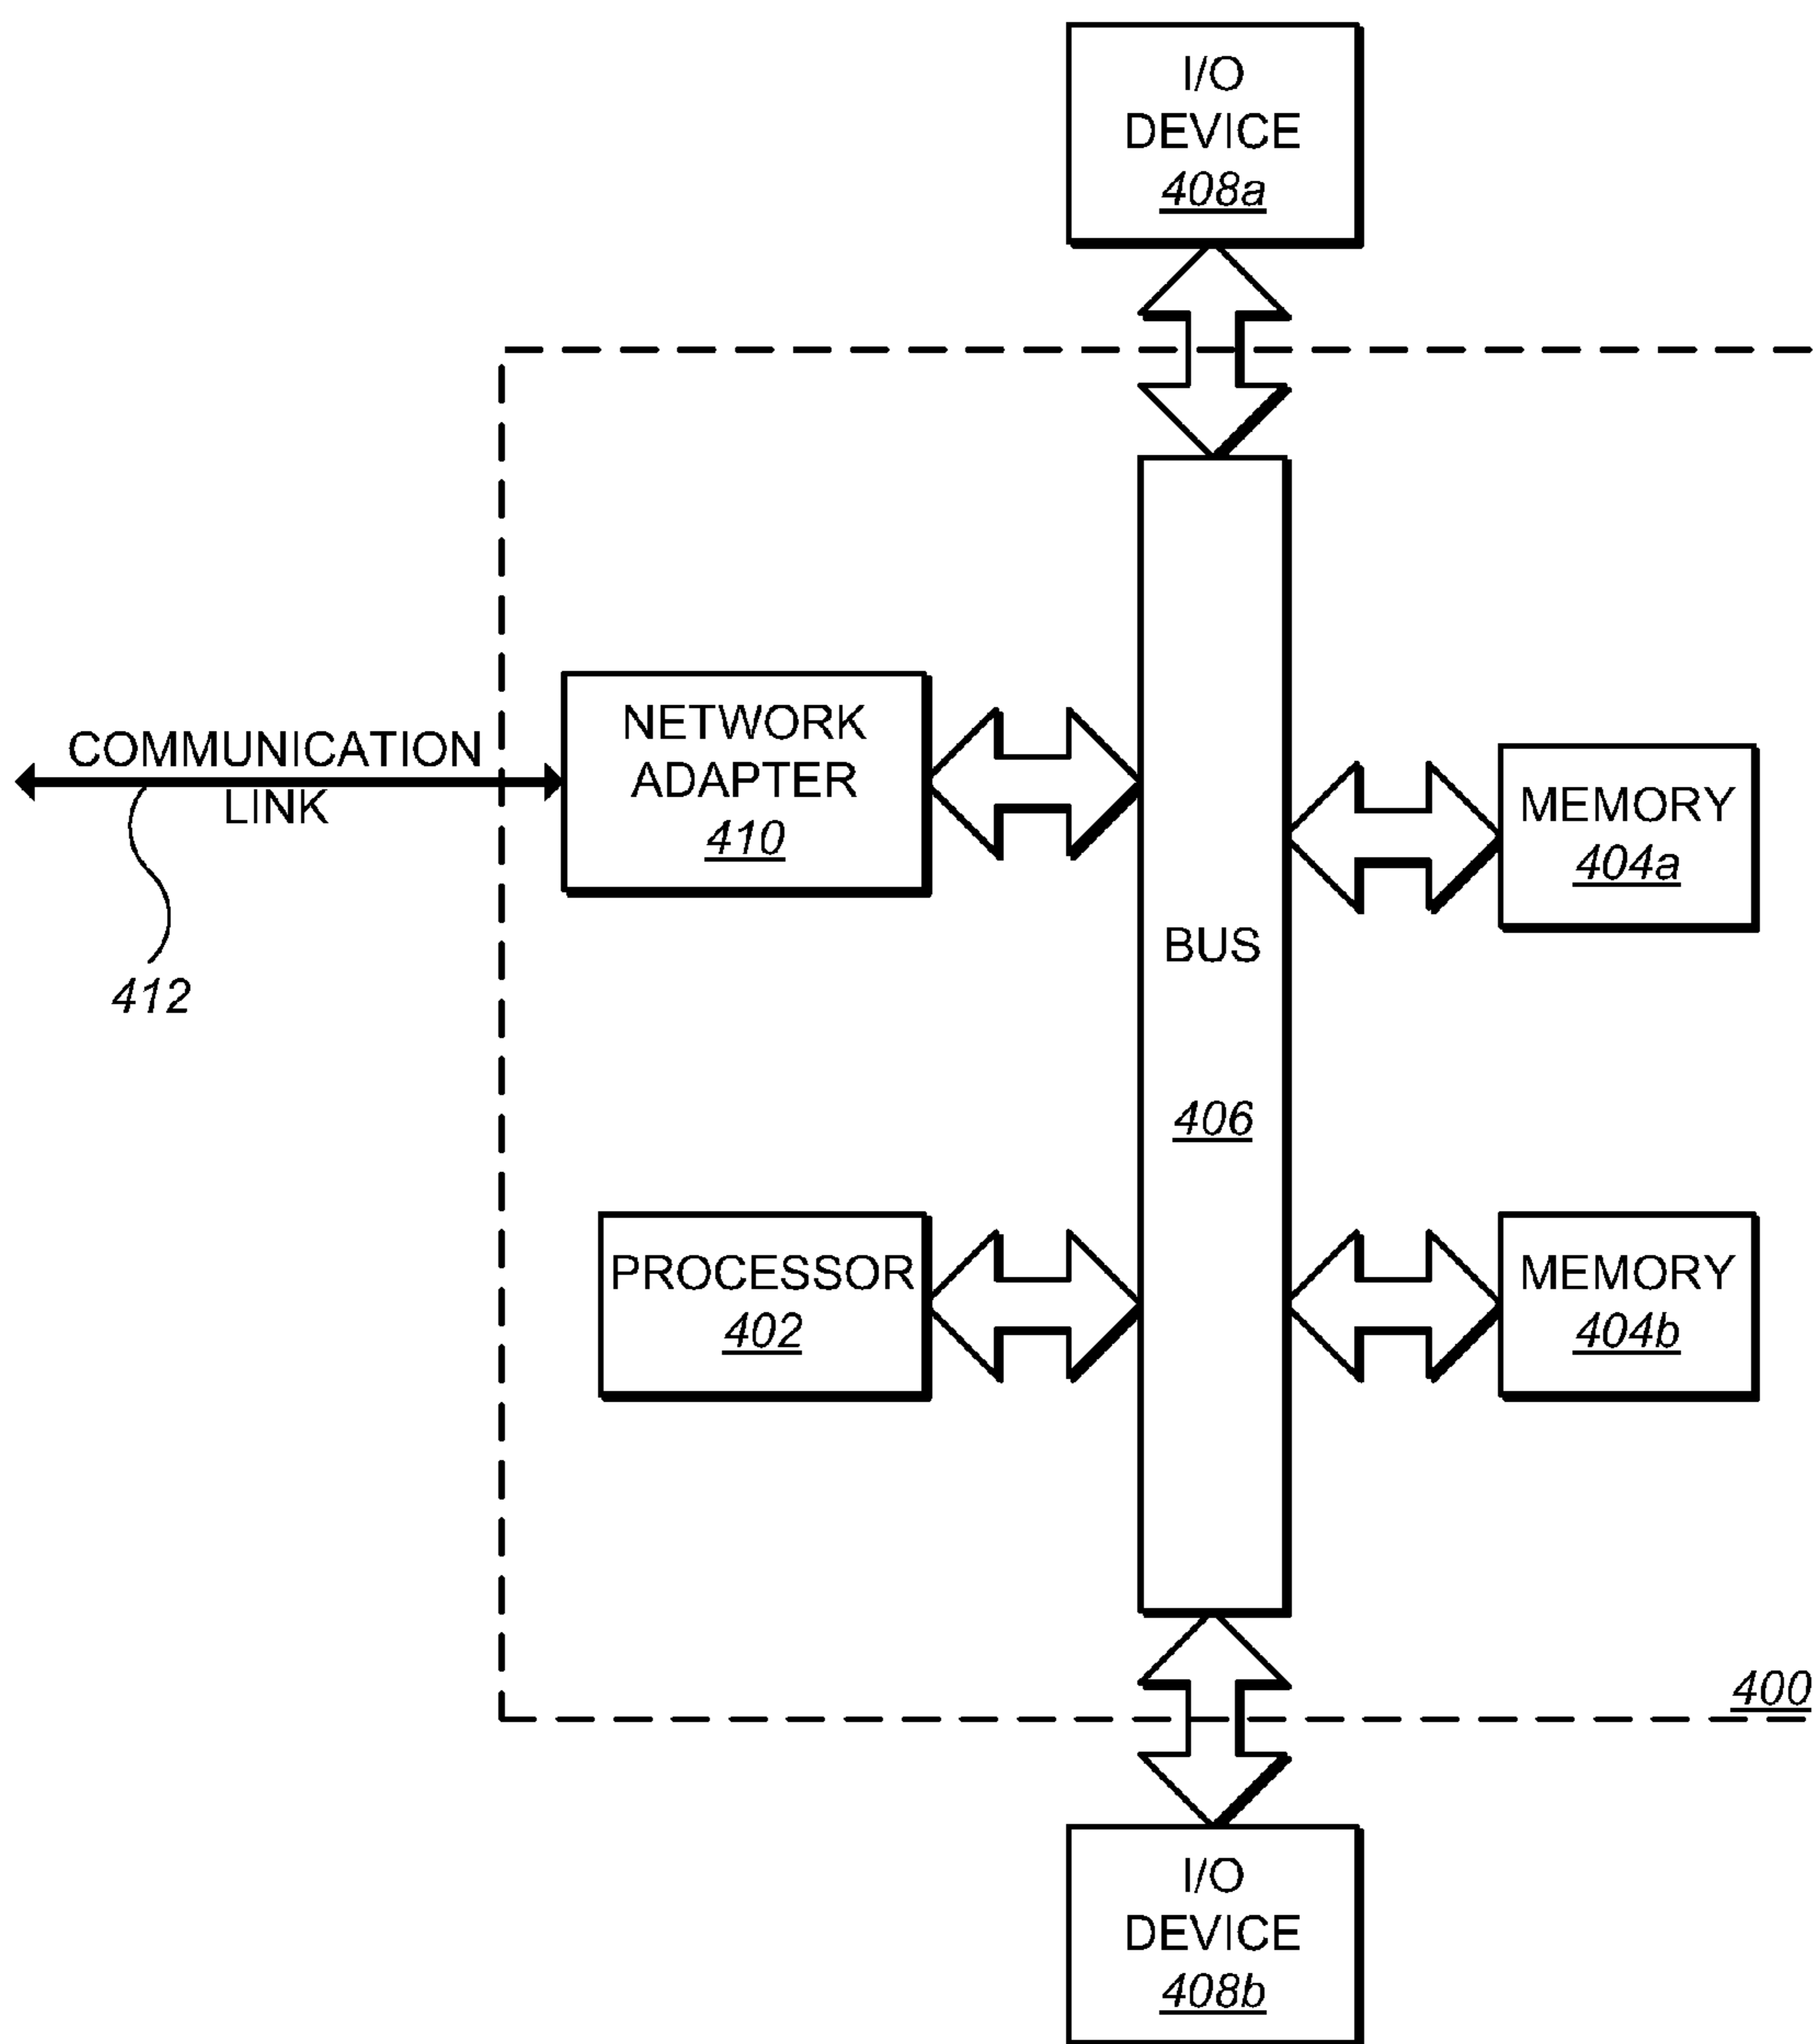 I/O
DEVICE
408a
NETWORK
ADAPTER
410
COMMUNICATION
LINK
412
MEMORY
404a
BUS
406
PROCESSOR
402
MEMORY
404b
400
I/O
DEVICE
408b